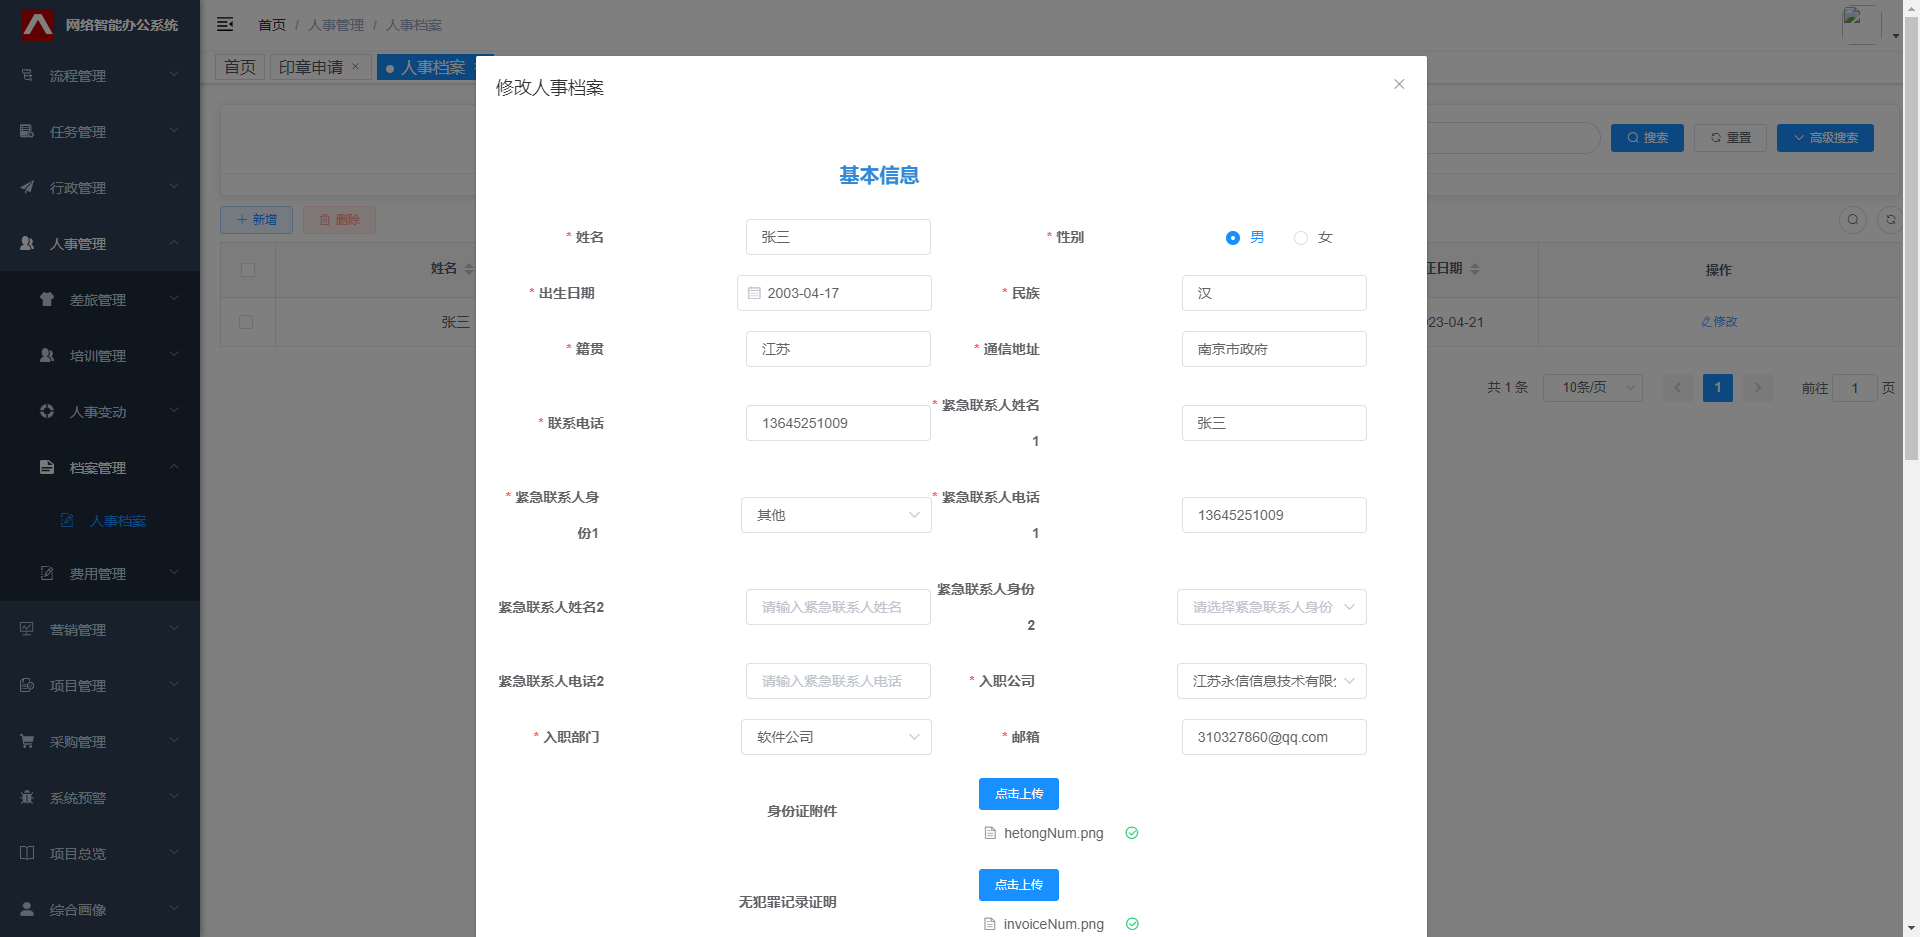 网络智能办公系统
首页 / 人事管理 / 人事档案
首页 印章申请 × 人事档案
流程管理
任务管理
行政管理
人事管理
差旅管理
培训管理
人事变动
档案管理
人事档案
费用管理
营销管理
项目管理
采购管理
系统预警
项目总览
综合画像
搜索 重置 高级搜索
新增 删除
姓名 正日期 操作
张三 23-04-21 修改
共 1 条 10条/页 1 前往 1 页
修改人事档案
基本信息
* 姓名 张三 * 性别 男 女
* 出生日期 2003-04-17 * 民族 汉
* 籍贯 江苏 * 通信地址 南京市政府
* 联系电话 13645251009 * 紧急联系人姓名
1 张三
* 紧急联系人身
份1 其他 * 紧急联系人电话
1 13645251009
紧急联系人姓名2 请输入紧急联系人姓名 紧急联系人身份
2 请选择紧急联系人身份
紧急联系人电话2 请输入紧急联系人电话 * 入职公司 江苏永信信息技术有限
* 入职部门 软件公司 * 邮箱 310327860@qq.com
身份证附件 点击上传
hetongNum.png
无犯罪记录证明 点击上传
invoiceNum.png